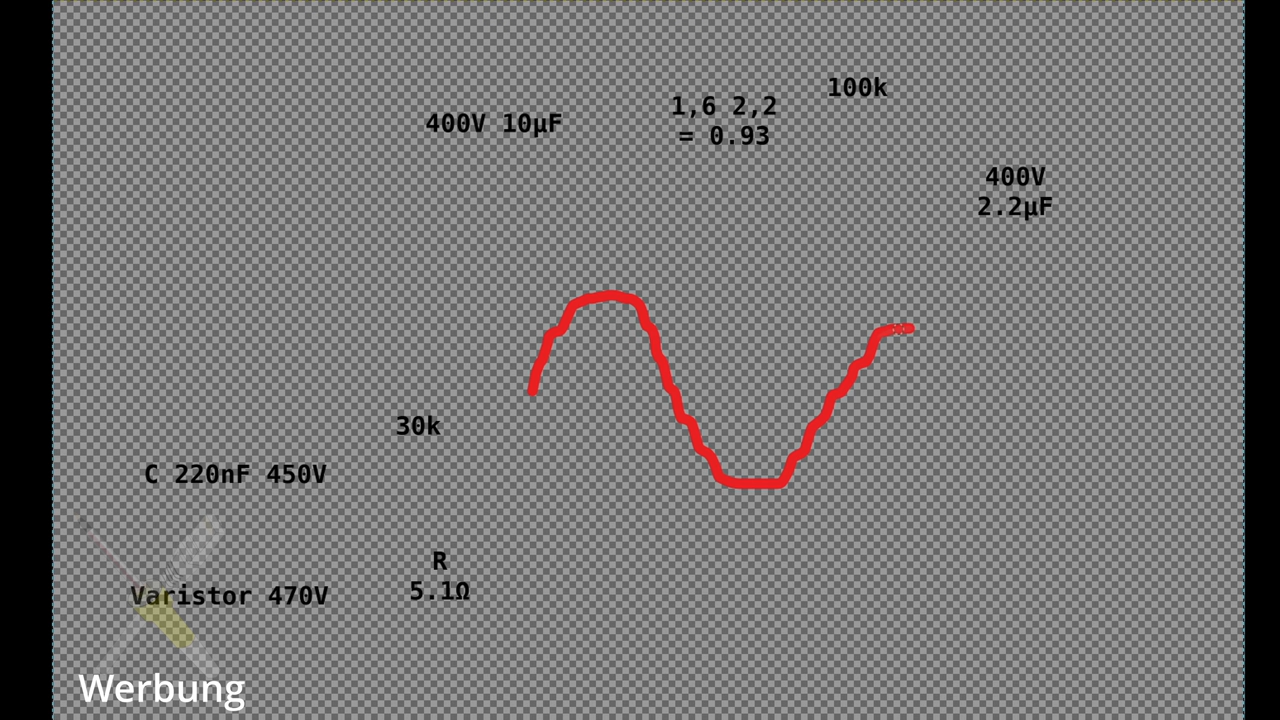 100k
1,6 2,2
= 0.93
400V 10µF
400V
2.2µF
30k
C 220nF 450V
R
5.1Ω
Varistor 470V
Werbung